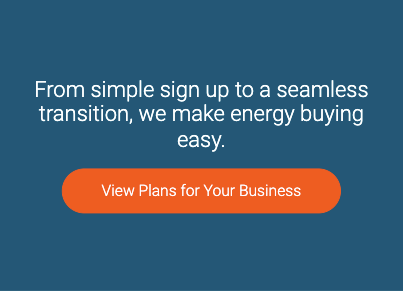 From simple sign up to a seamless
transition, we make energy buying
easy.
View Plans for Your Business